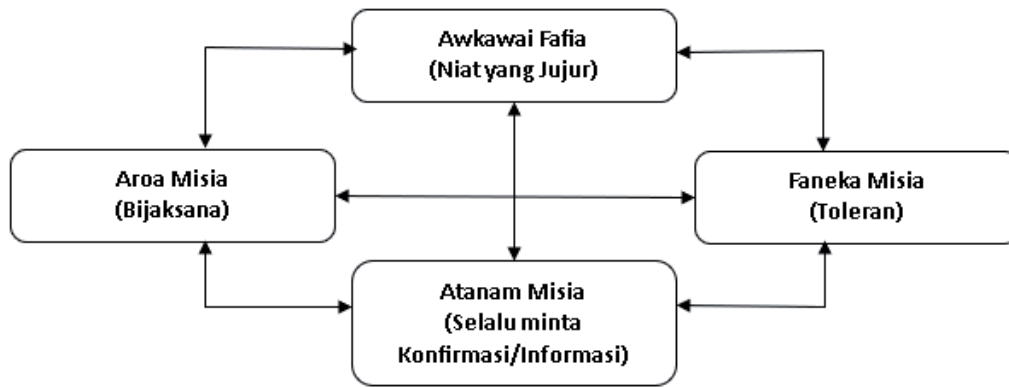 Awkawai Fafia
(Niat yang Jujur)
Aroa Misia
(Bijaksana)
Faneka Misia
(Toleran)
Atanam Misia
(Selalu minta
Konfirmasi/Informasi)